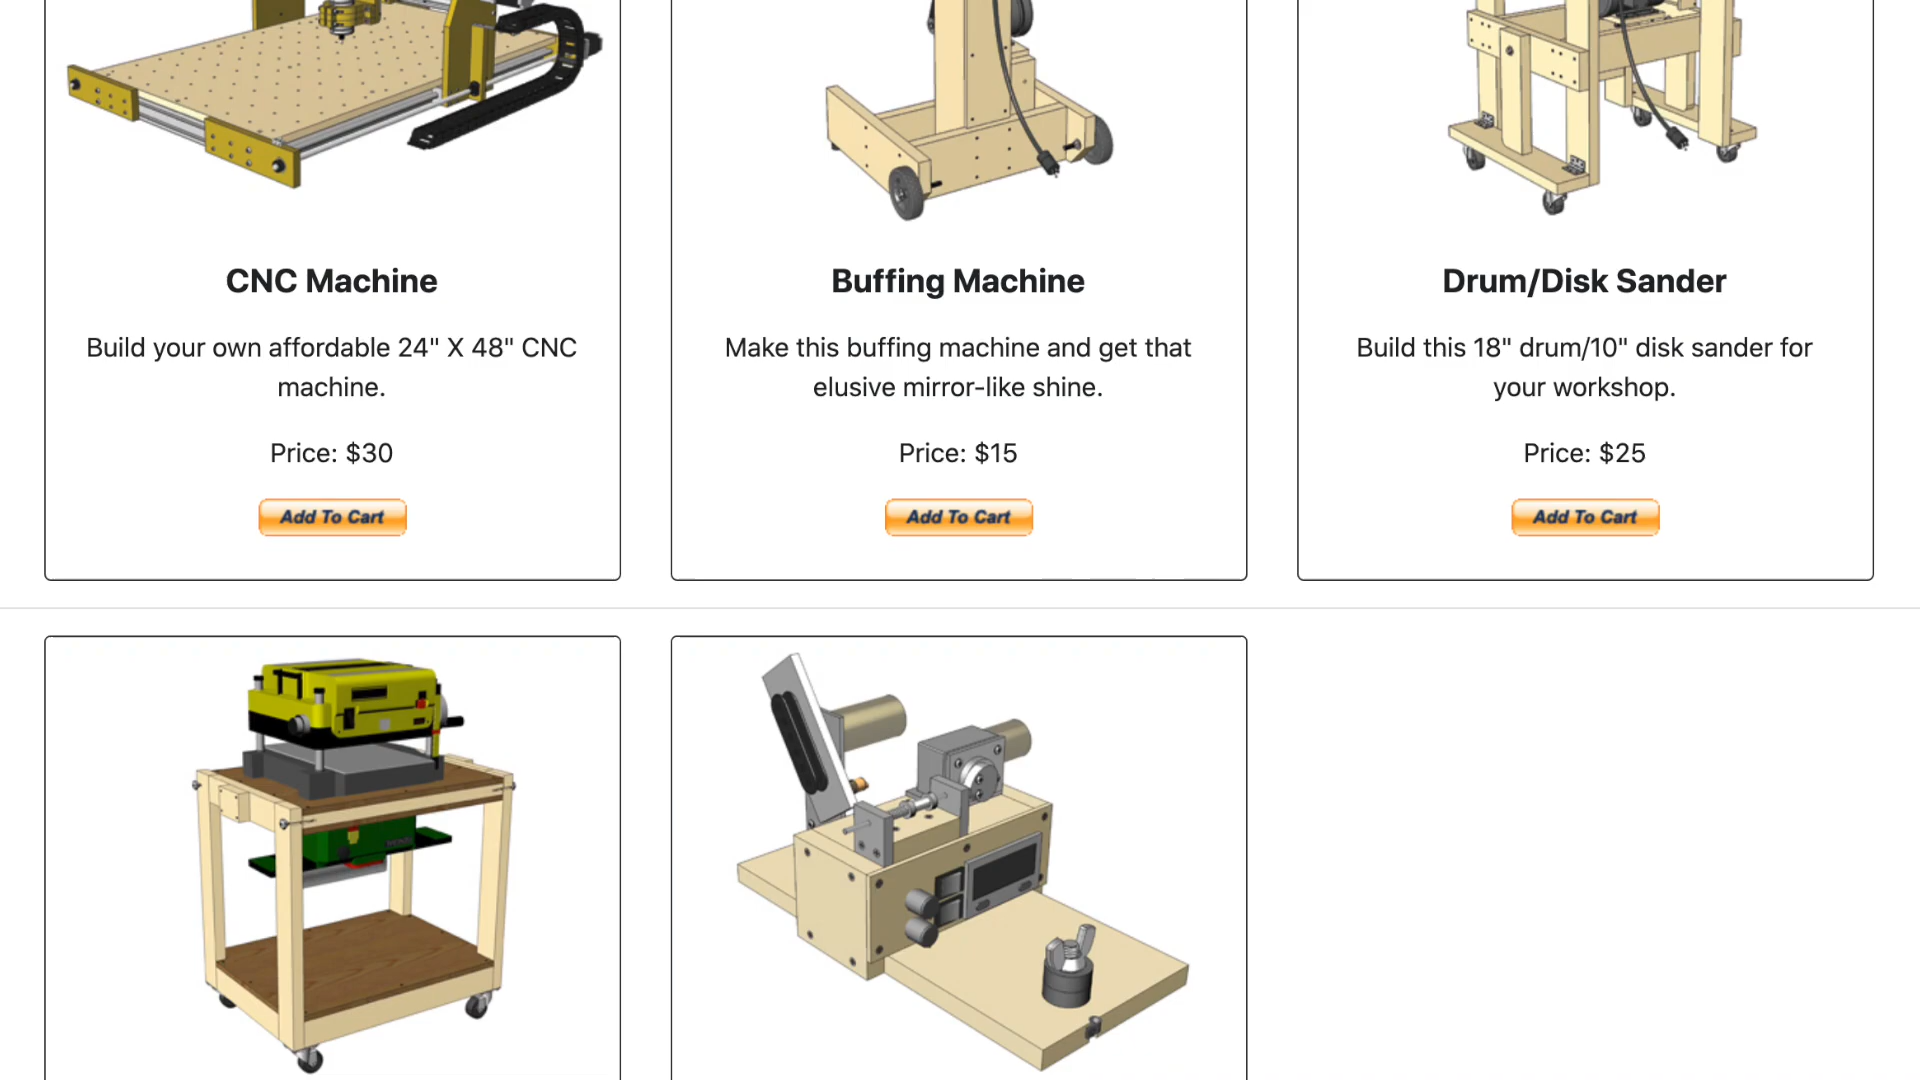 CNC Machine
Build your own affordable 24" X 48" CNC
machine.
Price: $30
Add To Cart
Buffing Machine
Make this buffing machine and get that
elusive mirror-like shine.
Price: $15
Add To Cart
Drum/Disk Sander
Build this 18" drum/10" disk sander for
your workshop.
Price: $25
Add To Cart